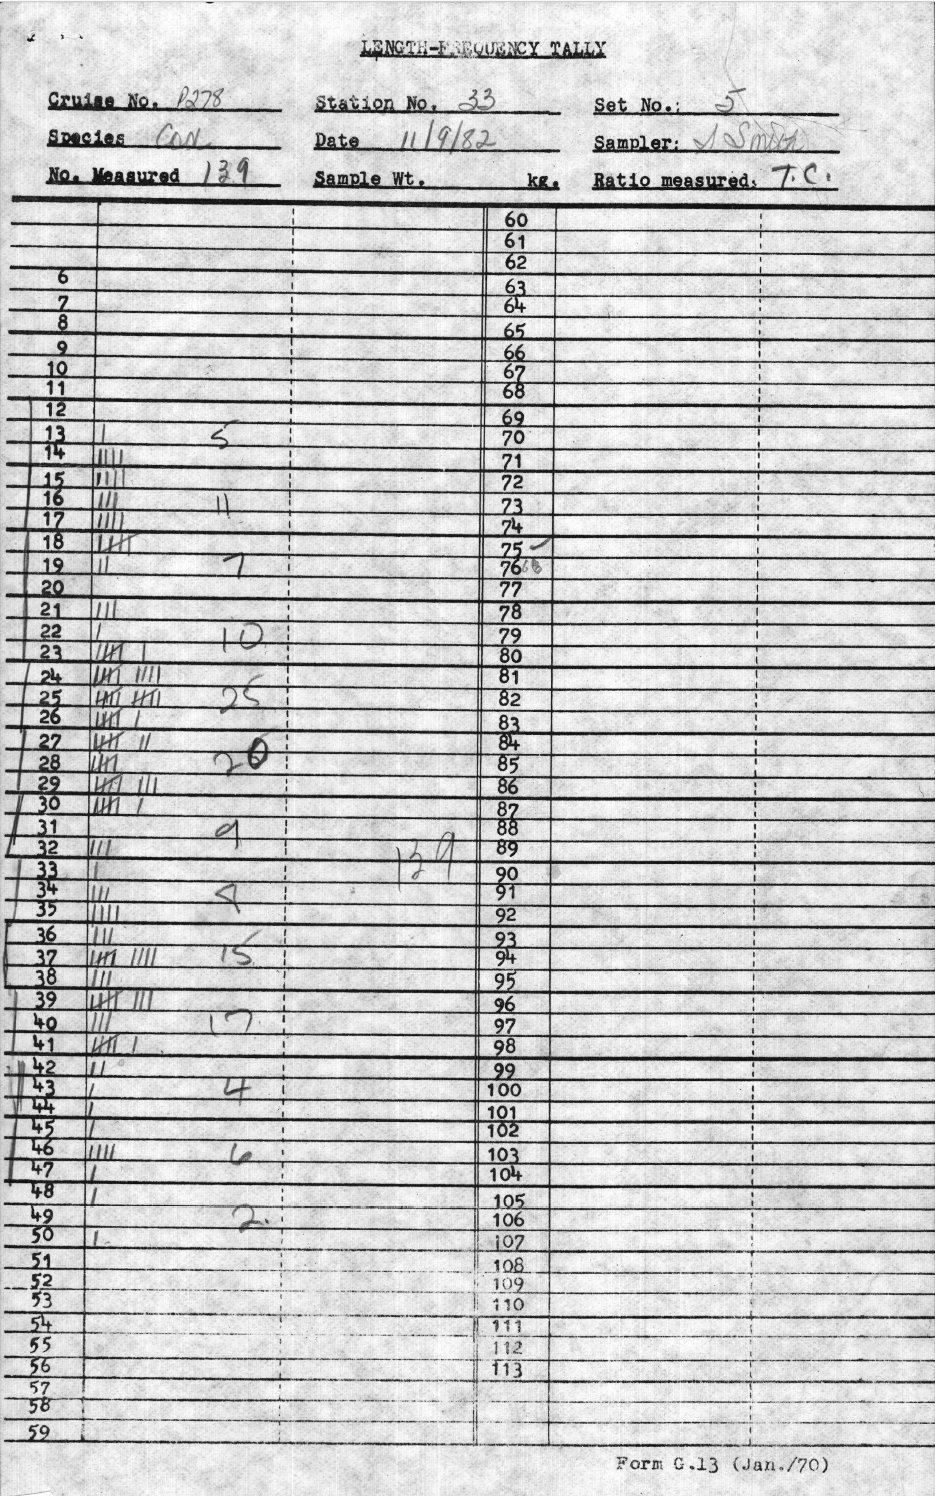 LENGTH-FREQUENCY TALLY
Cruise No. P278 Station No. 33 Set No.: 5
Species Date 11/9/82 Sampler: J Smith
No. Measured 139 Sample Wt. kg. Ratio measured: T.C.
60
61
62
6 63
7 64
8 65
9 66
10 67
11 68
12 69
13 | 5 70
14 |||| 71
15 |||| 72
16 ||| 11 73
17 |||| 74
18 |||| 75 ✓
19 || 7 76
20 77
21 ||| 78
22 | 10 79
23 |||| | 80
24 |||| |||| 81
25 |||| |||| 25 82
26 |||| | 83
27 |||| || 84
28 |||| 20 85
29 |||| ||| 86
30 |||| | 87
31 9 88
32 ||| 139 89
33 | 90
34 ||| 91
35 |||| 92
36 ||| 93
37 |||| |||| 15 94
38 ||| 95
39 |||| ||| 96
40 ||| 17 97
41 |||| | 98
42 || 99
43 | 4 100
44 | 101
45 | 102
46 |||| 6 103
47 | 104
48 | 105
49 2. 106
50 | 107
51 108
52 109
53 110
54 111
55 112
56 113
57
58
59
Form G.13 (Jan./70)